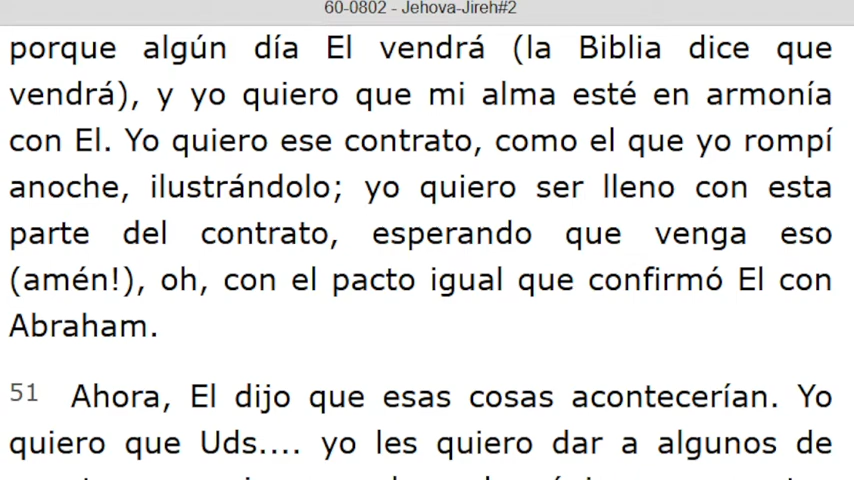 60-0802 - Jehova-Jireh#2
porque algún día El vendrá (la Biblia dice que
vendrá), y yo quiero que mi alma esté en armonía
con El. Yo quiero ese contrato, como el que yo rompí
anoche, ilustrándolo; yo quiero ser lleno con esta
parte del contrato, esperando que venga eso
(amén!), oh, con el pacto igual que confirmó El con
Abraham.
51 Ahora, El dijo que esas cosas acontecerían. Yo
quiero que Uds.... yo les quiero dar a algunos de